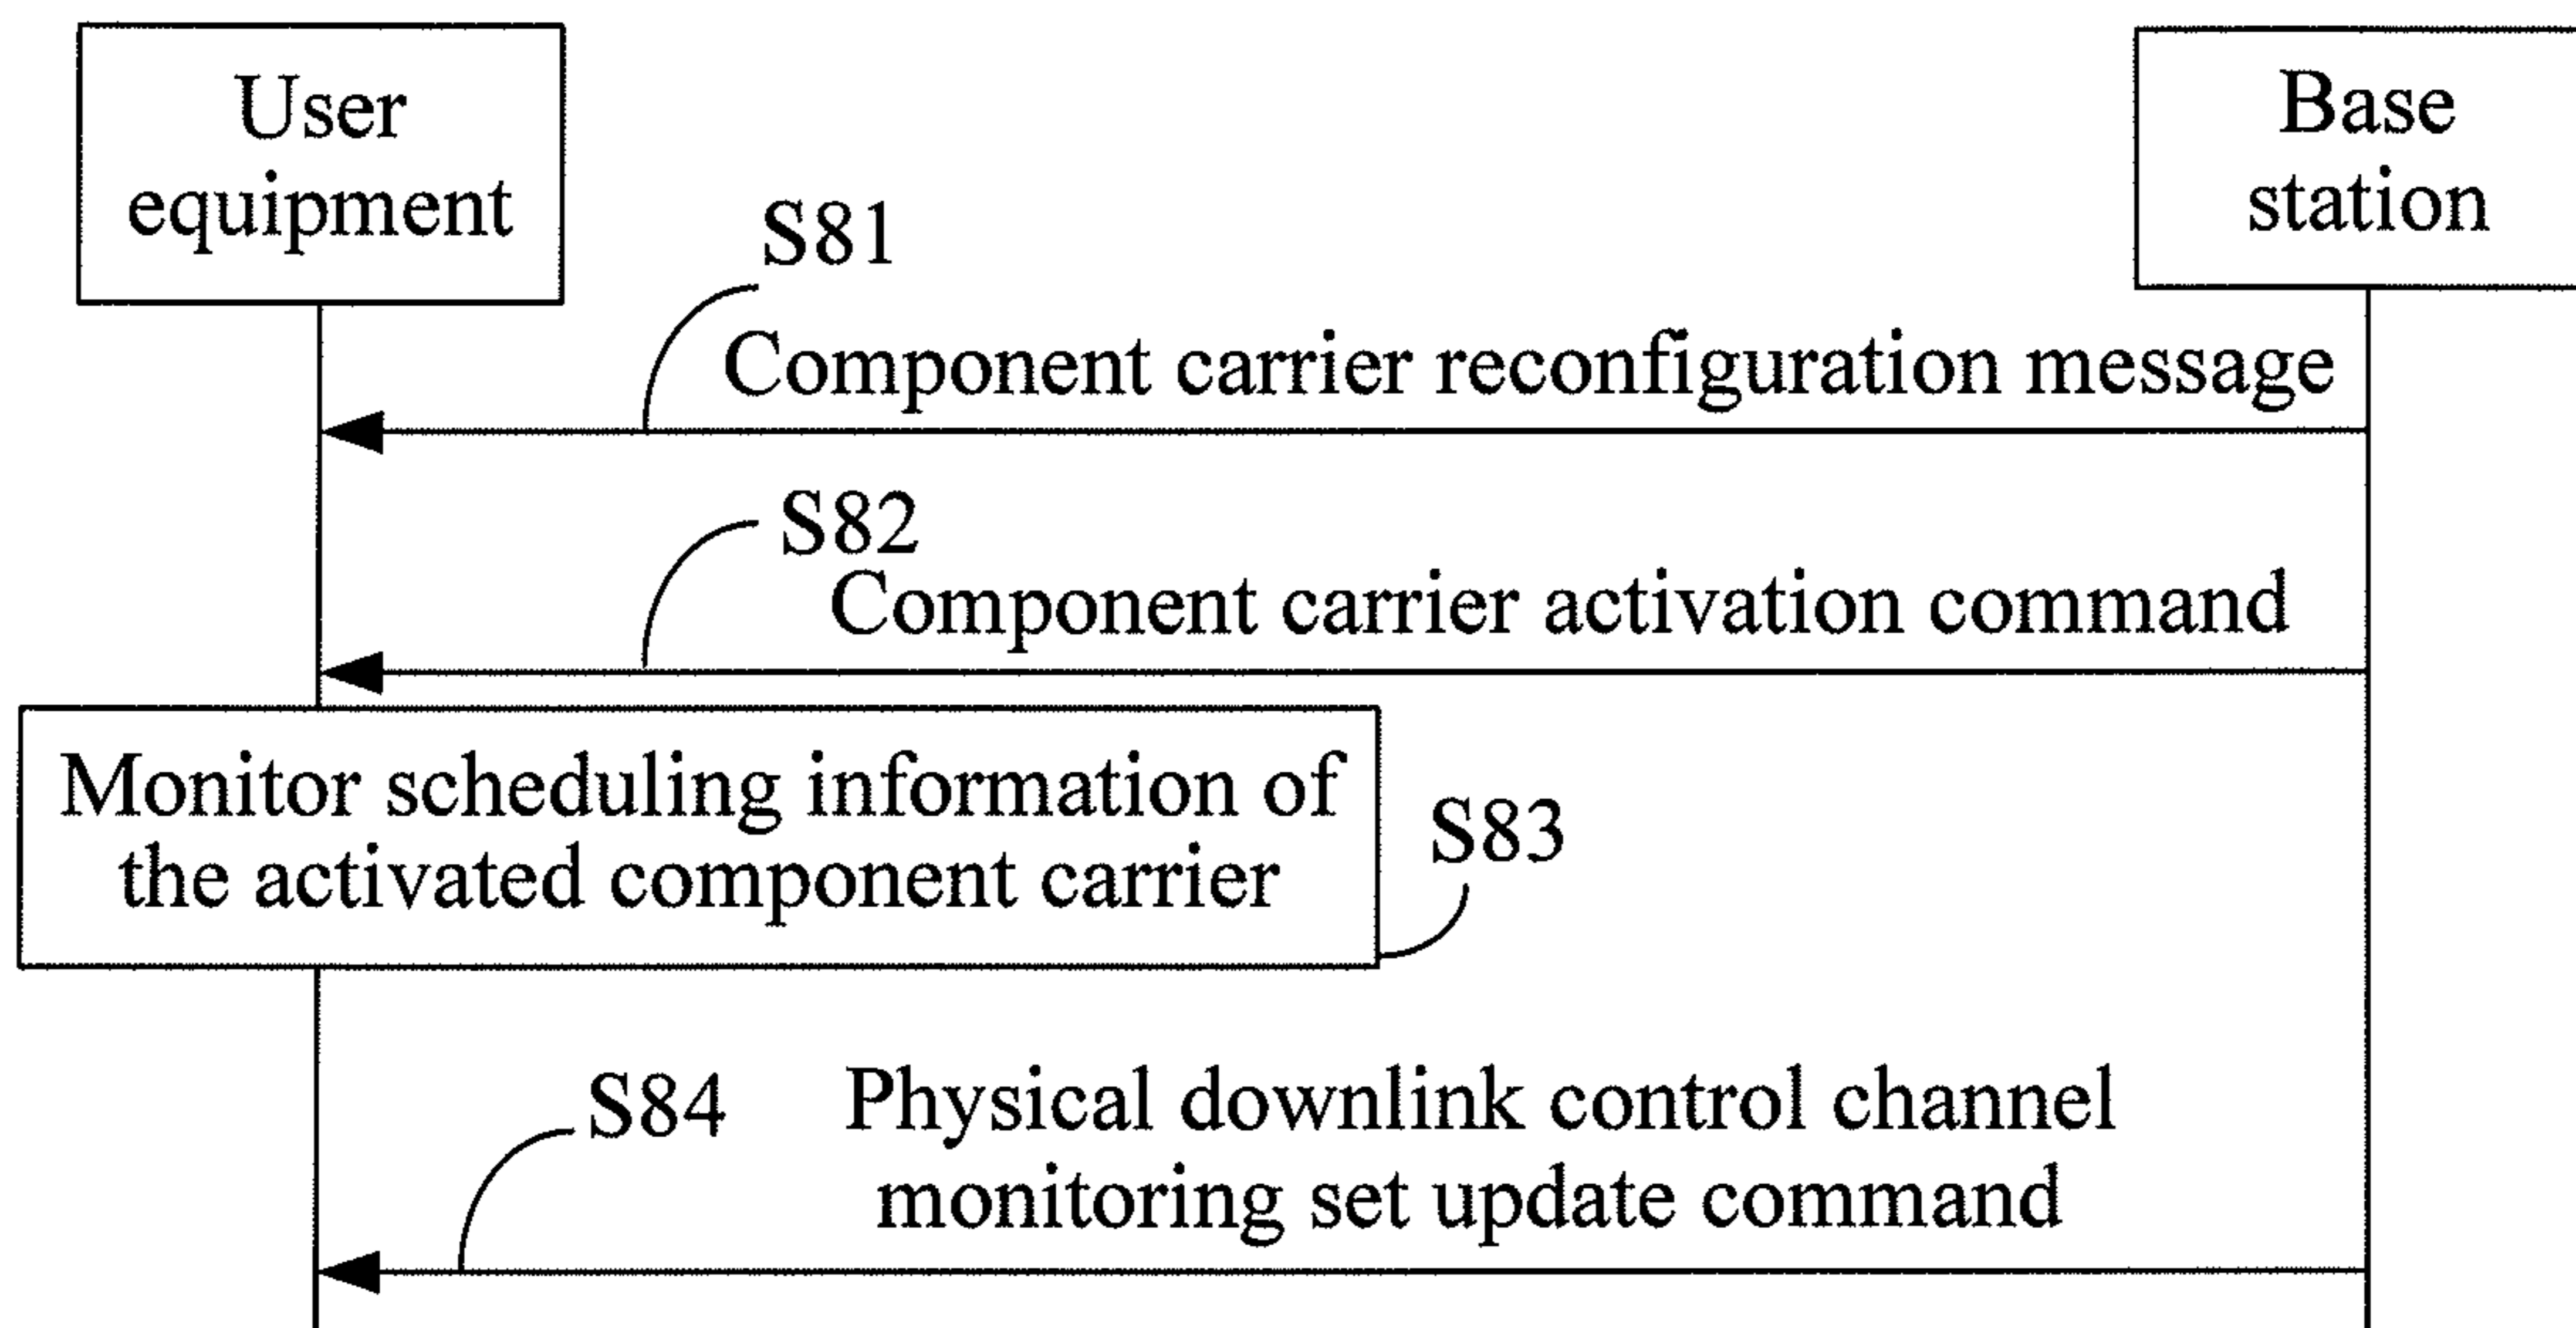 User
equipment
Base
station
S81
Component carrier reconfiguration message
S82
Component carrier activation command
Monitor scheduling information of
the activated component carrier
S83
S84
Physical downlink control channel
monitoring set update command